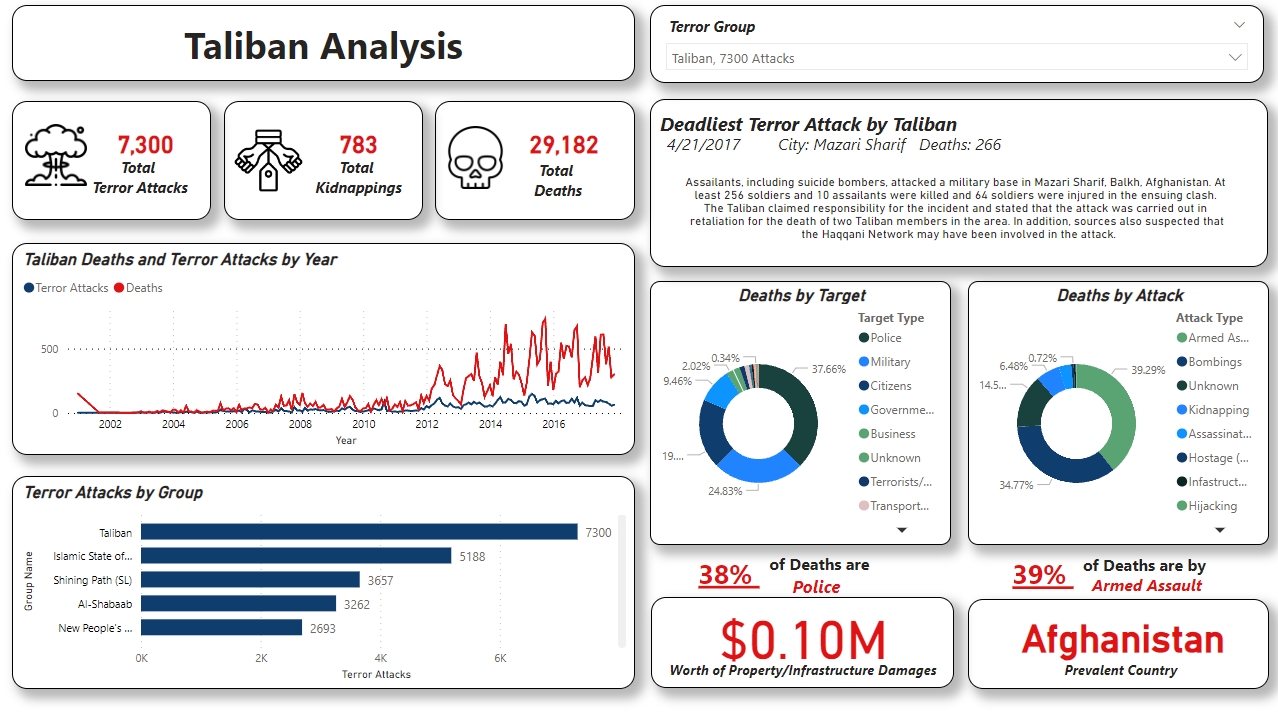 Taliban Analysis
Terror Group
Taliban, 7300 Attacks
7,300
Total
Terror Attacks
783
Total
Kidnappings
29,182
Total
Deaths
Deadliest Terror Attack by Taliban
4/21/2017 City: Mazari Sharif Deaths: 266
Assailants, including suicide bombers, attacked a military base in Mazari Sharif, Balkh, Afghanistan. At
least 256 soldiers and 10 assailants were killed and 64 soldiers were injured in the ensuing clash.
The Taliban claimed responsibility for the incident and stated that the attack was carried out in
retaliation for the death of two Taliban members in the area. In addition, sources also suspected that
the Haqqani Network may have been involved in the attack.
Taliban Deaths and Terror Attacks by Year
Terror Attacks Deaths
500
0
2002 2004 2006 2008 2010 2012 2014 2016
Year
Terror Attacks by Group
Group Name
Taliban 7300
Islamic State of... 5188
Shining Path (SL) 3657
Al-Shabaab 3262
New People's ... 2693
0K 2K 4K 6K
Terror Attacks
Deaths by Target
Target Type
Police
Military
Citizens
Governme...
Business
Unknown
Terrorists/...
Transport...
0.34%
2.02%
9.46%
19....
24.83%
37.66%
38% of Deaths are
Police
Deaths by Attack
Attack Type
Armed As...
Bombings
Unknown
Kidnapping
Assassinat...
Hostage (...
Infastruct...
Hijacking
0.72%
6.48%
14.5...
34.77%
39.29%
39% of Deaths are by
Armed Assault
$0.10M
Worth of Property/Infrastructure Damages
Afghanistan
Prevalent Country